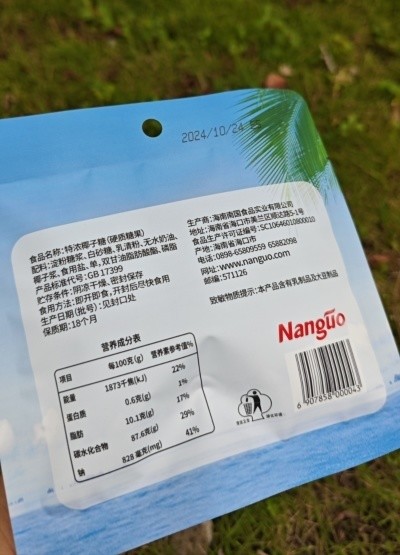 2024/10/24
食品名称:特浓椰子糖(硬质糖果)
配料:淀粉糖浆、白砂糖、乳清粉、无水奶油、
椰子浆、食用盐、单,双甘油脂肪酸酯、磷脂
产品标准代号:GB 17399
贮存条件:阴凉干燥、密封保存
食用方法:即开即食,开封后尽快食用
生产日期(批号):见封口处
保质期:18个月
生产商:海南南国食品实业有限公司
地址:海南省海口市美兰区顺达路5-1号
食品生产许可证编号:SC10646010800010
产地:海南省海口市
电话:0898-65809559 65882098
网址:www.nanguo.com
邮编:571126
致敏物质提示:本产品含有乳制品及大豆制品
营养成分表
项目 每100克(g) 营养素参考值%
能量 1873千焦(kJ) 22%
蛋白质 0.6克(g) 1%
脂肪 10.1克(g) 17%
碳水化合物 87.6克(g) 29%
钠 828 毫克(mg) 41%
Nanguo
6 907858 000043